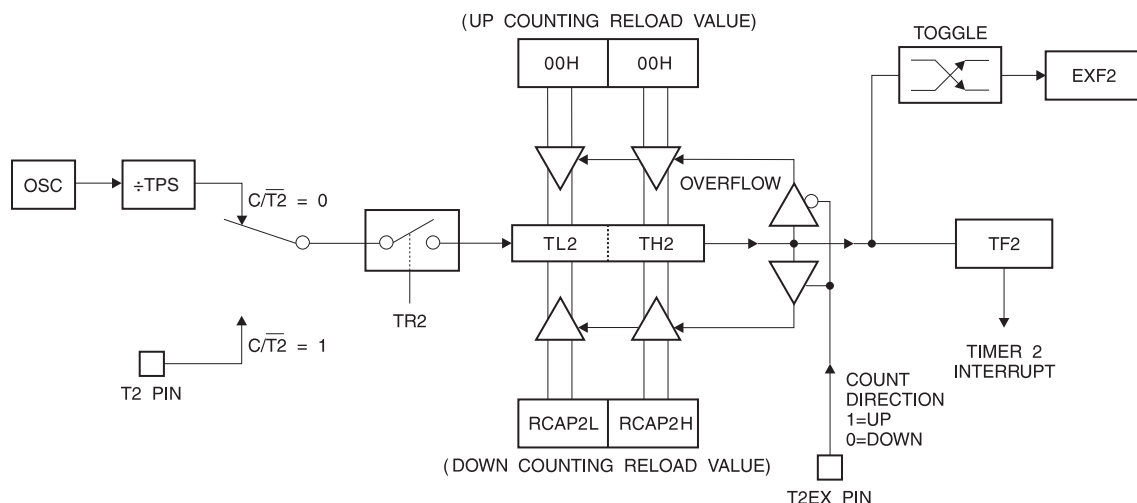 (UP COUNTING RELOAD VALUE)
00H
00H
TOGGLE
EXF2
OSC
÷TPS
C/T2̅ = 0
OVERFLOW
TL2
TH2
TF2
TR2
C/T2̅ = 1
T2 PIN
TIMER 2
INTERRUPT
COUNT
DIRECTION
1=UP
0=DOWN
RCAP2L
RCAP2H
(DOWN COUNTING RELOAD VALUE)
T2EX PIN